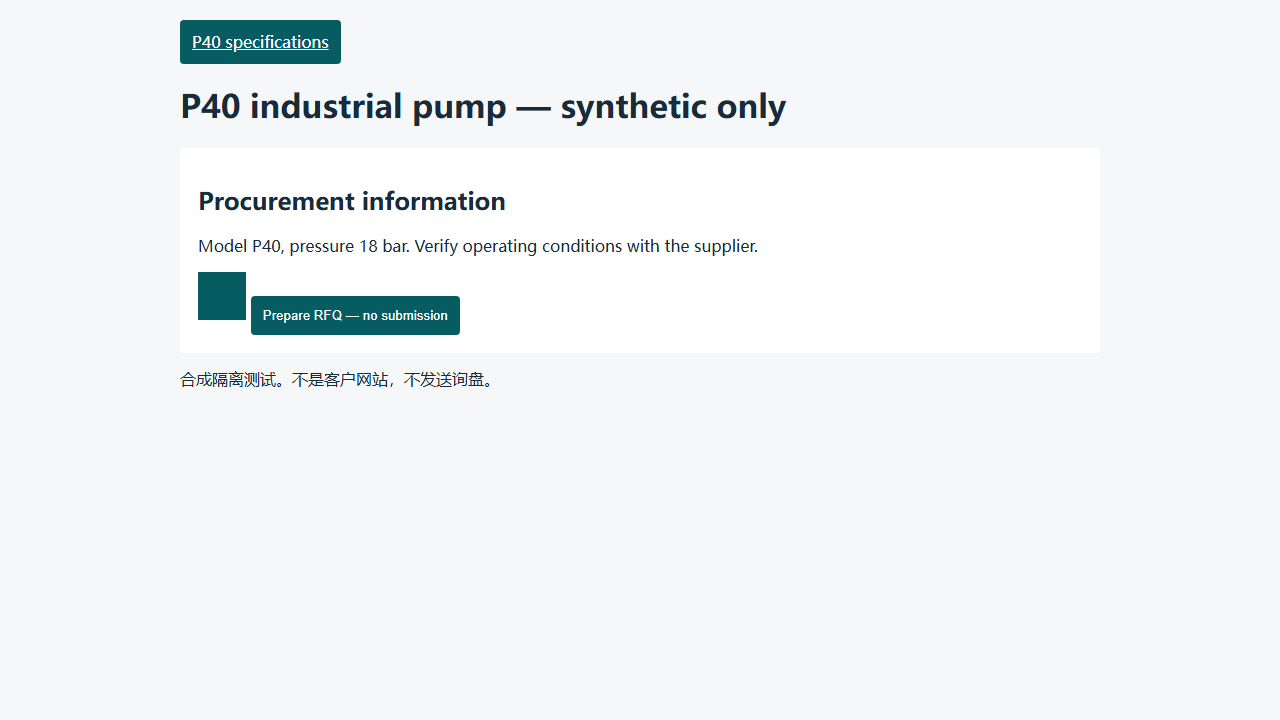 P40 specifications
P40 industrial pump — synthetic only
Procurement information
Model P40, pressure 18 bar. Verify operating conditions with the supplier.
Prepare RFQ — no submission
合成隔离测试。不是客户网站，不发送询盘。